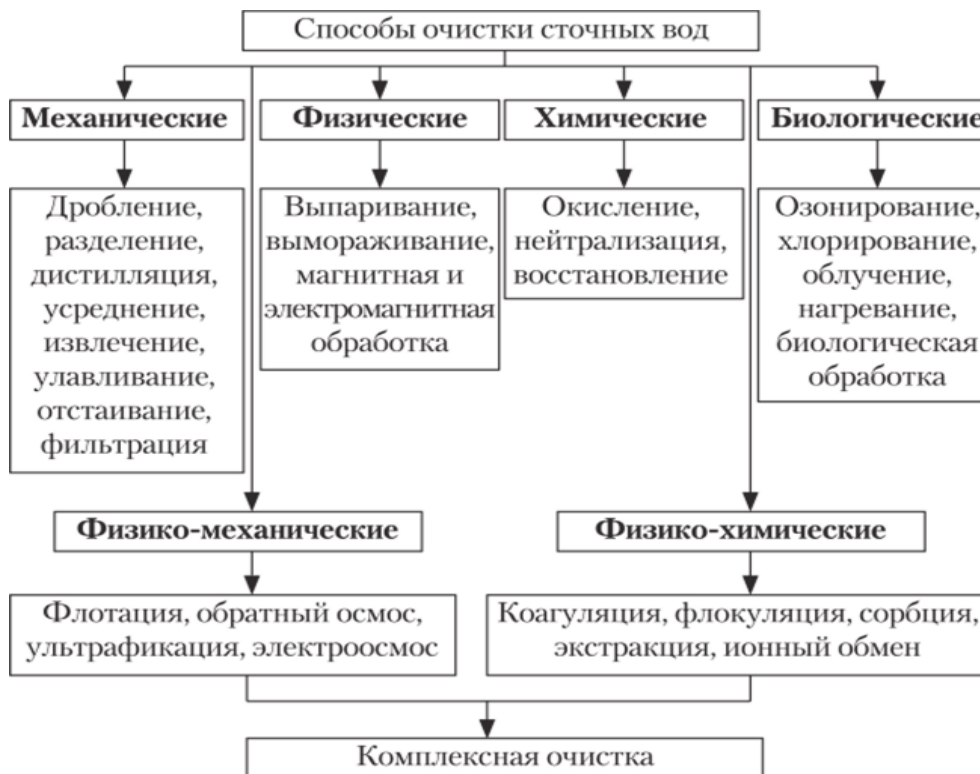 Способы очистки сточных вод
Механические
Физические
Химические
Биологические
Дробление,
разделение,
дистилляция,
усреднение,
извлечение,
улавливание,
отстаивание,
фильтрация
Выпаривание,
вымораживание,
магнитная и
электромагнитная
обработка
Окисление,
нейтрализация,
восстановление
Озонирование,
хлорирование,
облучение,
нагревание,
биологическая
обработка
Физико-механические
Физико-химические
Флотация, обратный осмос,
ультрафикация, электроосмос
Коагуляция, флокуляция, сорбция,
экстракция, ионный обмен
Комплексная очистка